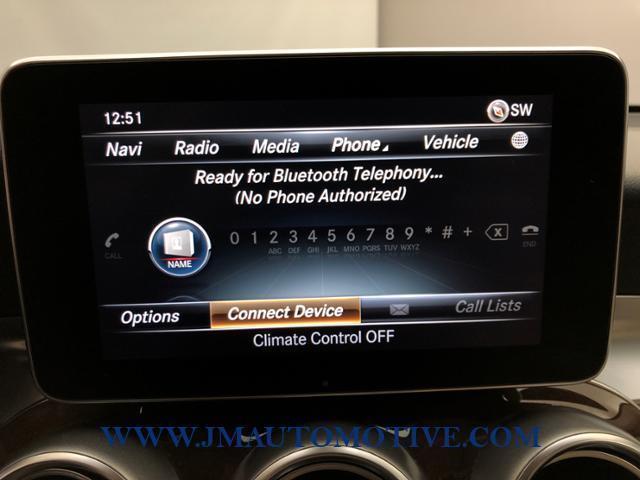 12:51 SW
Navi Radio Media Phone Vehicle
Ready for Bluetooth Telephony...
(No Phone Authorized)
0 1 2 3 4 5 6 7 8 9 * # +
ABC DEF GHI JKL MNO PQRS TUV WXYZ
CALL NAME END
Options Connect Device Call Lists
Climate Control OFF
WWW.JMAUTOMOTIVE.COM